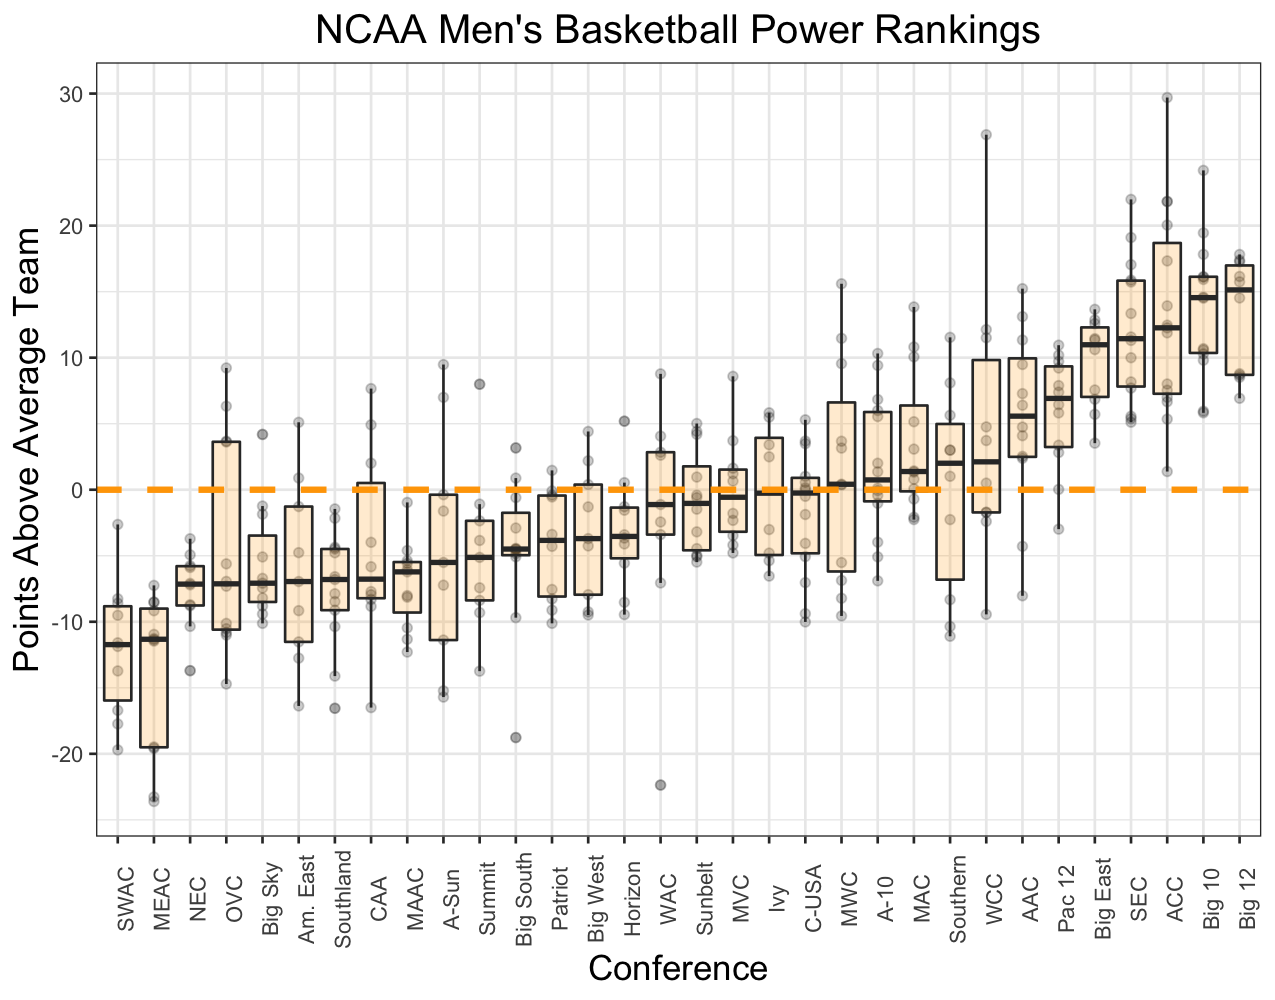 NCAA Men's Basketball Power Rankings
Points Above Average Team
30
20
10
0
-10
-20
SWAC
MEAC
NEC
OVC
Big Sky
Am. East
Southland
CAA
MAAC
A-Sun
Summit
Big South
Patriot
Big West
Horizon
WAC
Sunbelt
MVC
Ivy
C-USA
MWC
A-10
MAC
Southern
WCC
AAC
Pac 12
Big East
SEC
ACC
Big 10
Big 12
Conference